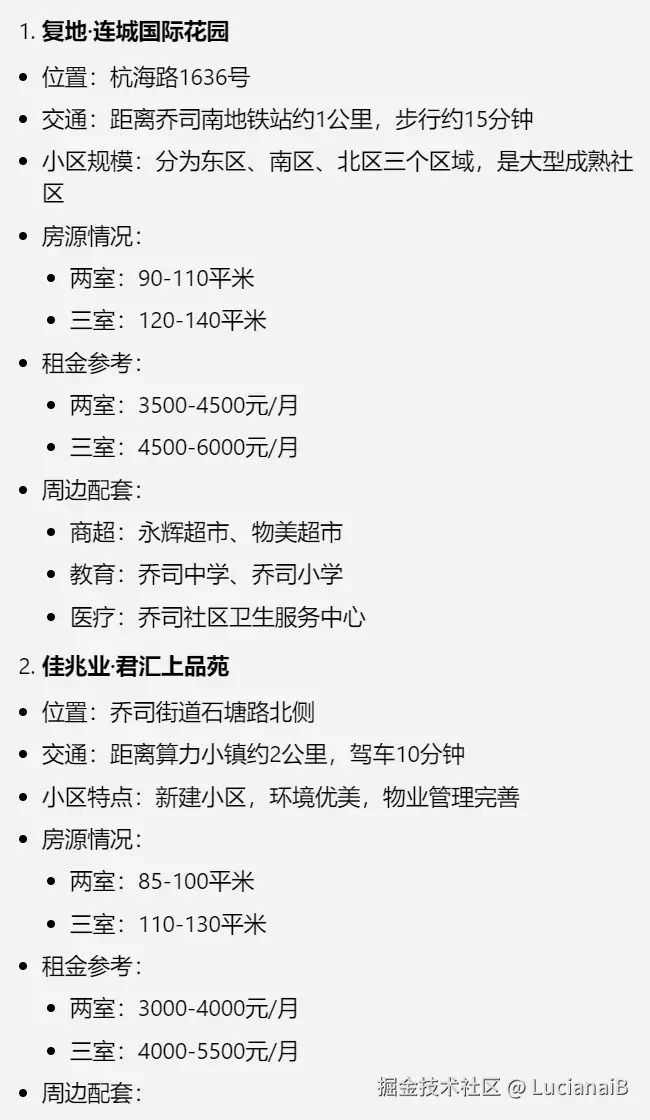 1. 复地·连城国际花园
• 位置：杭海路1636号
• 交通：距离乔司南地铁站约1公里，步行约15分钟
• 小区规模：分为东区、南区、北区三个区域，是大型成熟社
区
• 房源情况：
• 两室：90-110平米
• 三室：120-140平米
• 租金参考：
• 两室：3500-4500元/月
• 三室：4500-6000元/月
• 周边配套：
• 商超：永辉超市、物美超市
• 教育：乔司中学、乔司小学
• 医疗：乔司社区卫生服务中心
2. 佳兆业·君汇上品苑
• 位置：乔司街道石塘路北侧
• 交通：距离算力小镇约2公里，驾车10分钟
• 小区特点：新建小区，环境优美，物业管理完善
• 房源情况：
• 两室：85-100平米
• 三室：110-130平米
• 租金参考：
• 两室：3000-4000元/月
• 三室：4000-5500元/月
• 周边配套：
掘金技术社区 @ LucianaiB